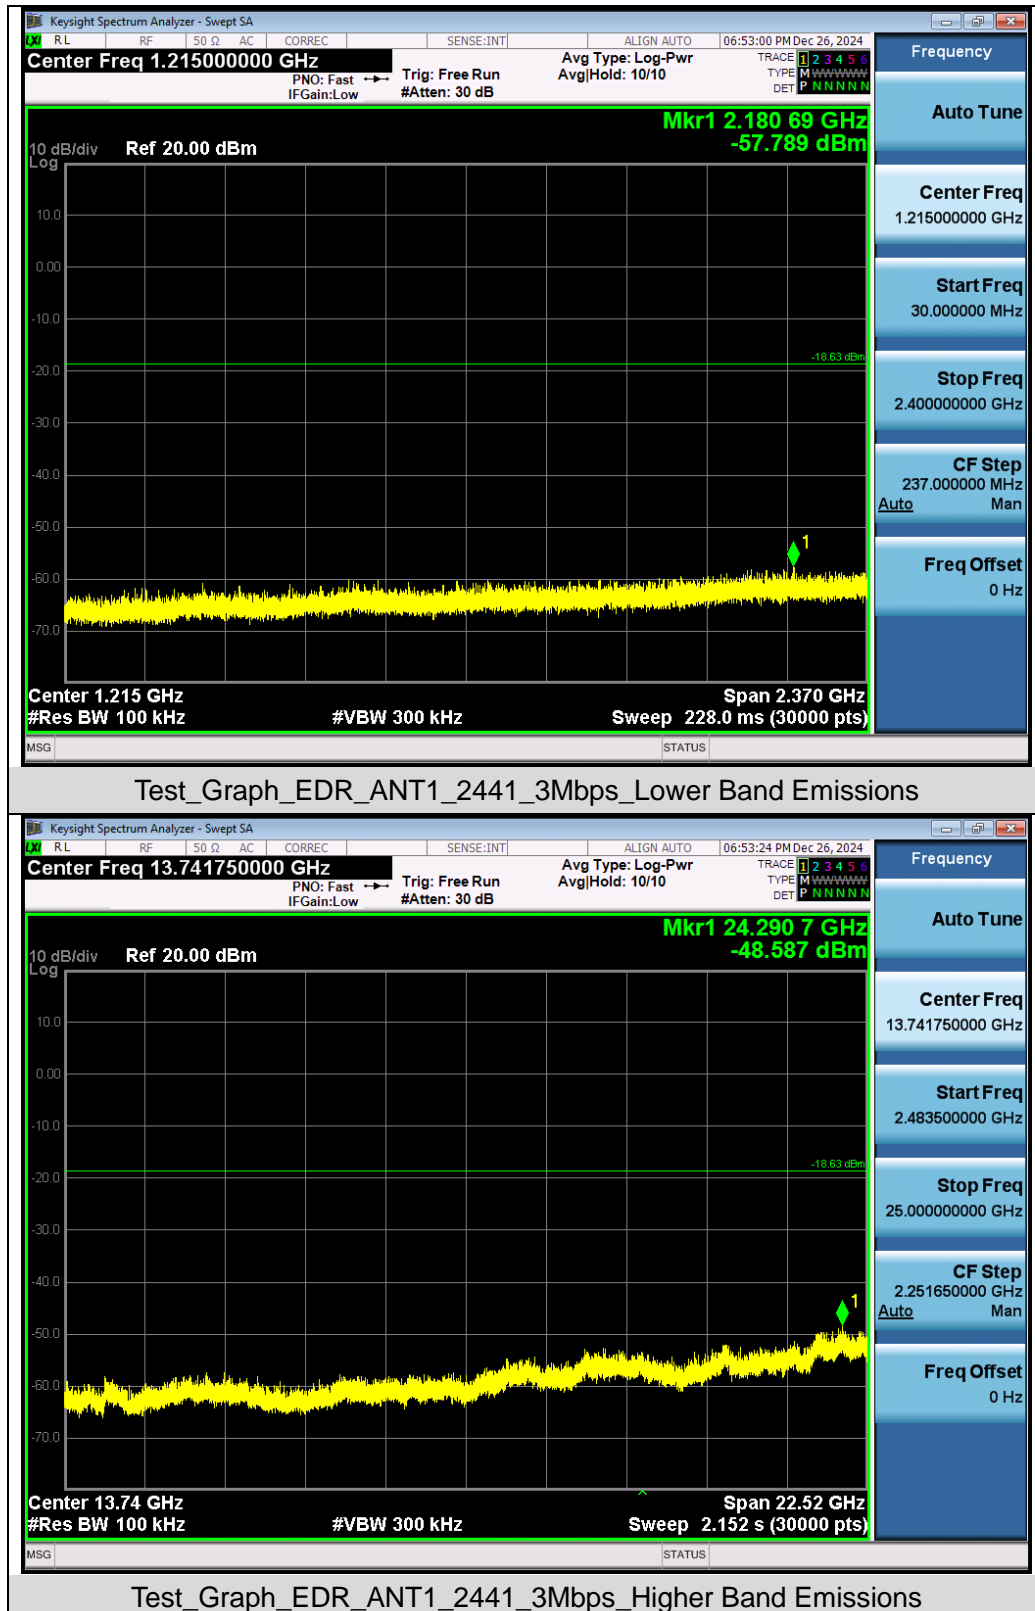 Keysight Spectrum Analyzer - Swept SA
LXI RL RF 50 Ω AC CORREC SENSE:INT ALIGN AUTO 06:53:00 PM Dec 26, 2024
Center Freq 1.215000000 GHz
PNO: Fast
IFGain:Low
Trig: Free Run
#Atten: 30 dB
Avg Type: Log-Pwr
Avg|Hold: 10/10
TRACE 1 2 3 4 5 6
TYPE M WWWWW
DET P N N N N N
Mkr1 2.180 69 GHz
-57.789 dBm
10 dB/div Ref 20.00 dBm
Log
10.0
0.00
-10.0
-18.63 dBm
-20.0
-30.0
-40.0
-50.0
1
-60.0
-70.0
Center 1.215 GHz Span 2.370 GHz
#Res BW 100 kHz #VBW 300 kHz Sweep 228.0 ms (30000 pts)
MSG STATUS
Frequency
Auto Tune
Center Freq
1.215000000 GHz
Start Freq
30.000000 MHz
Stop Freq
2.400000000 GHz
CF Step
237.000000 MHz
Auto Man
Freq Offset
0 Hz
Test_Graph_EDR_ANT1_2441_3Mbps_Lower Band Emissions
Keysight Spectrum Analyzer - Swept SA
LXI RL RF 50 Ω AC CORREC SENSE:INT ALIGN AUTO 06:53:24 PM Dec 26, 2024
Center Freq 13.741750000 GHz
PNO: Fast
IFGain:Low
Trig: Free Run
#Atten: 30 dB
Avg Type: Log-Pwr
Avg|Hold: 10/10
TRACE 1 2 3 4 5 6
TYPE M WWWWW
DET P N N N N N
Mkr1 24.290 7 GHz
-48.587 dBm
10 dB/div Ref 20.00 dBm
Log
10.0
0.00
-10.0
-18.63 dBm
-20.0
-30.0
-40.0
1
-50.0
-60.0
-70.0
Center 13.74 GHz Span 22.52 GHz
#Res BW 100 kHz #VBW 300 kHz Sweep 2.152 s (30000 pts)
MSG STATUS
Frequency
Auto Tune
Center Freq
13.741750000 GHz
Start Freq
2.483500000 GHz
Stop Freq
25.000000000 GHz
CF Step
2.251650000 GHz
Auto Man
Freq Offset
0 Hz
Test_Graph_EDR_ANT1_2441_3Mbps_Higher Band Emissions